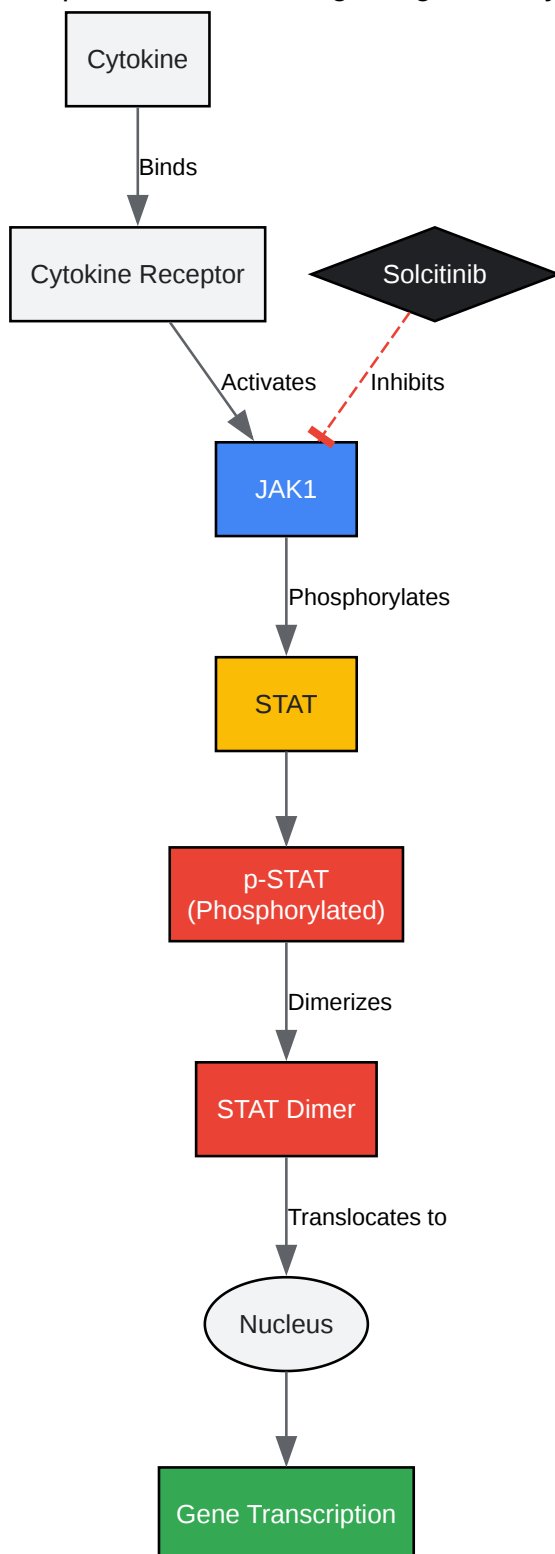 Cytokine
Binds
Cytokine Receptor
Solcitinib
Activates
Inhibits
JAK1
Phosphorylates
STAT
p-STAT
(Phosphorylated)
Dimerizes
STAT Dimer
Translocates to
Nucleus
Gene Transcription